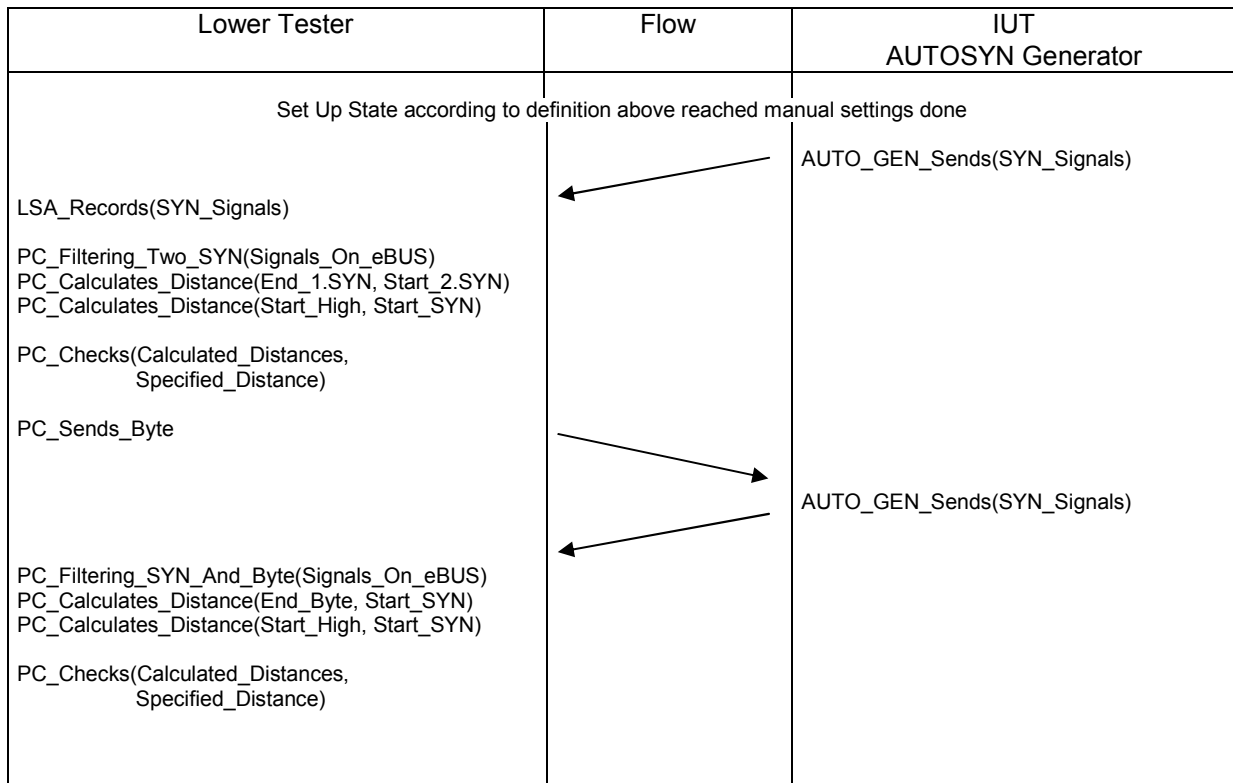 Lower Tester
Flow
IUT
AUTOSYN Generator
Set Up State according to definition above reached manual settings done
AUTO_GEN_Sends(SYN_Signals)
LSA_Records(SYN_Signals)
PC_Filtering_Two_SYN(Signals_On_eBUS)
PC_Calculates_Distance(End_1.SYN, Start_2.SYN)
PC_Calculates_Distance(Start_High, Start_SYN)
PC_Checks(Calculated_Distances,
Specified_Distance)
PC_Sends_Byte
AUTO_GEN_Sends(SYN_Signals)
PC_Filtering_SYN_And_Byte(Signals_On_eBUS)
PC_Calculates_Distance(End_Byte, Start_SYN)
PC_Calculates_Distance(Start_High, Start_SYN)
PC_Checks(Calculated_Distances,
Specified_Distance)